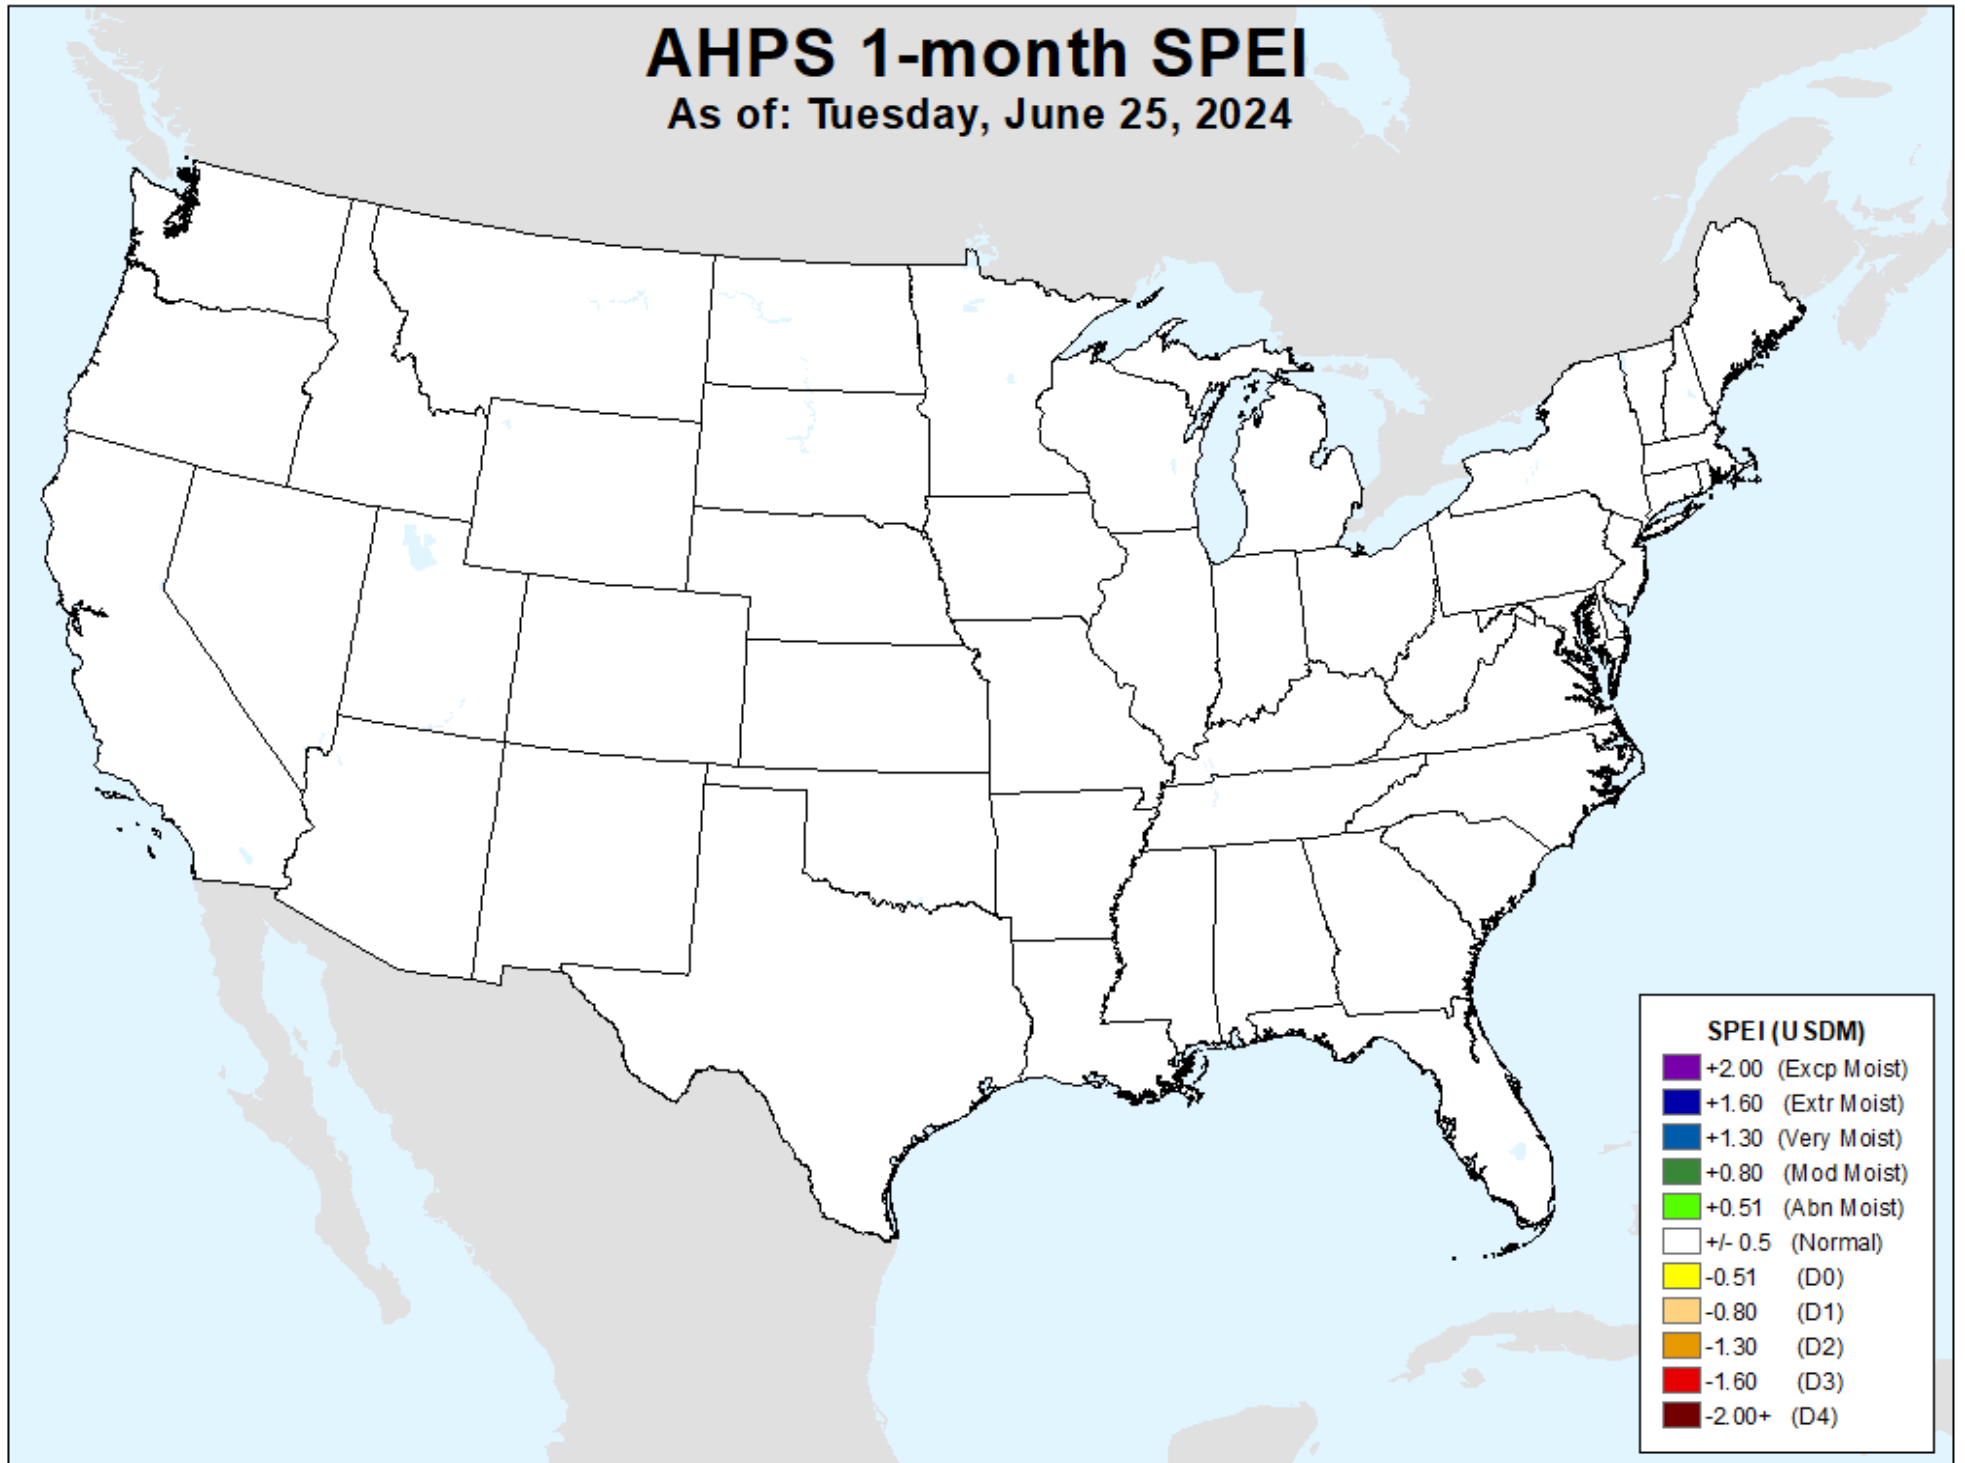 AHPS 1-month SPEI
As of: Tuesday, June 25, 2024
SPEI (USDM)
+2.00 (Excp Moist)
+1.60 (Extr Moist)
+1.30 (Very Moist)
+0.80 (Mod Moist)
+0.51 (Abn Moist)
+/- 0.5 (Normal)
-0.51 (D0)
-0.80 (D1)
-1.30 (D2)
-1.60 (D3)
-2.00+ (D4)